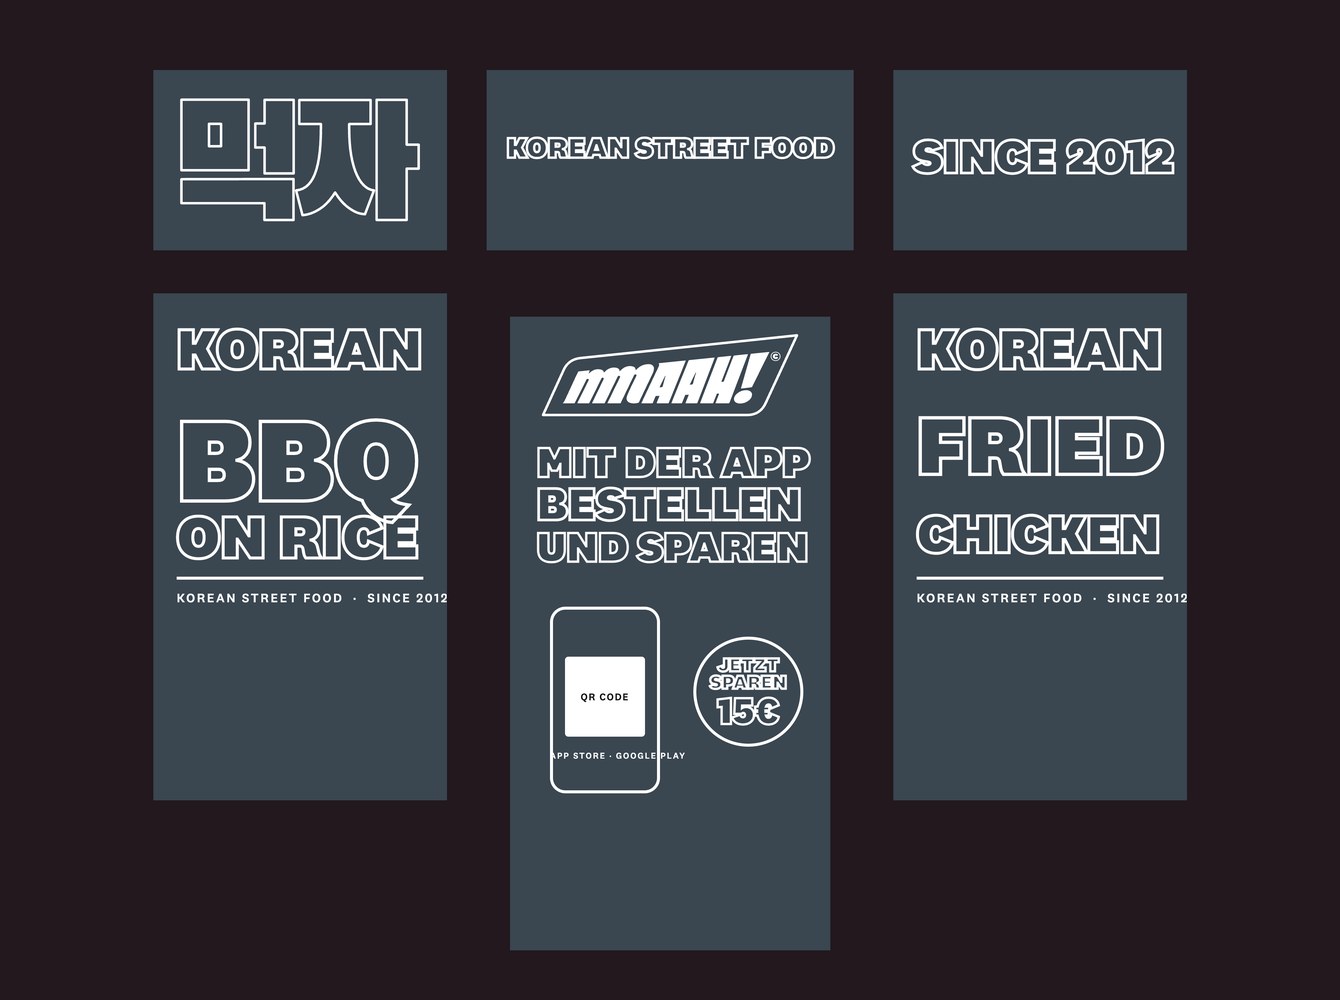 먹자
KOREAN STREET FOOD
SINCE 2012
KOREAN
BBQ
ON RICE
KOREAN STREET FOOD · SINCE 2012
mmAAH!©
MIT DER APP
BESTELLEN
UND SPAREN
QR CODE
APP STORE · GOOGLE PLAY
JETZT
SPAREN
15€
KOREAN
FRIED
CHICKEN
KOREAN STREET FOOD · SINCE 2012